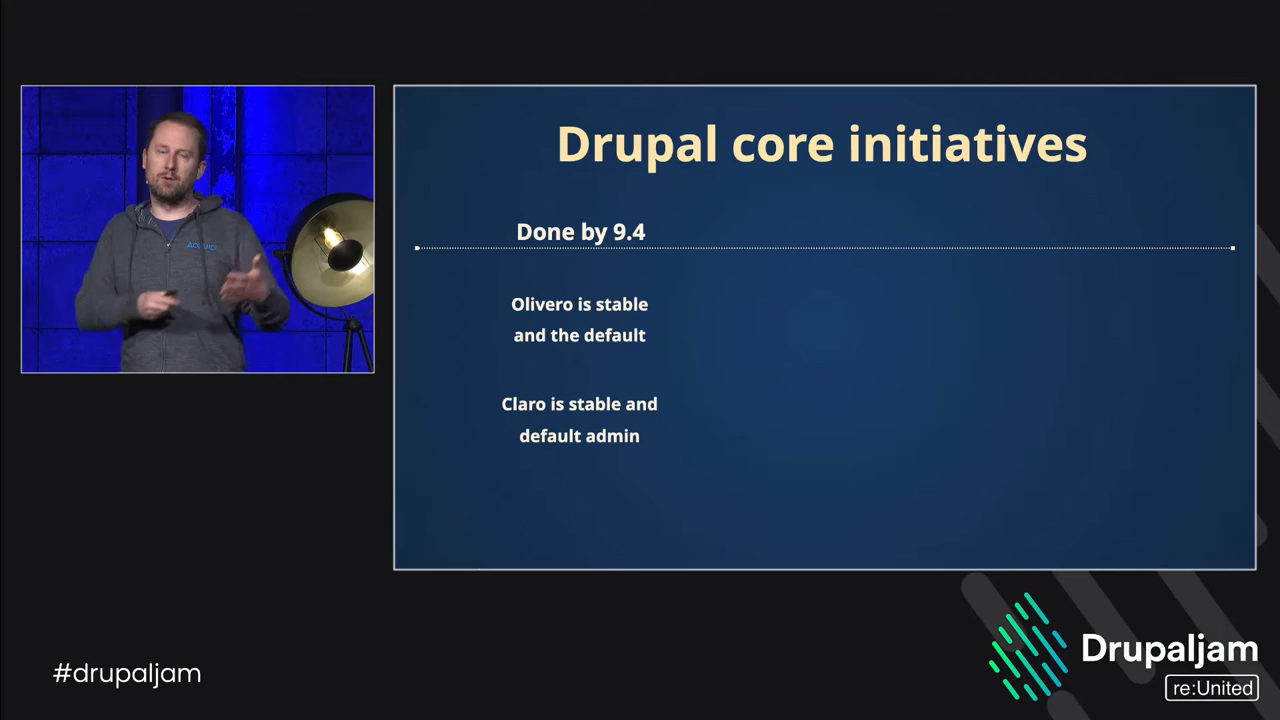 ACQUIA
Drupal core initiatives
Done by 9.4
Olivero is stable
and the default
Claro is stable and
default admin
#drupaljam
Drupaljam
re:United